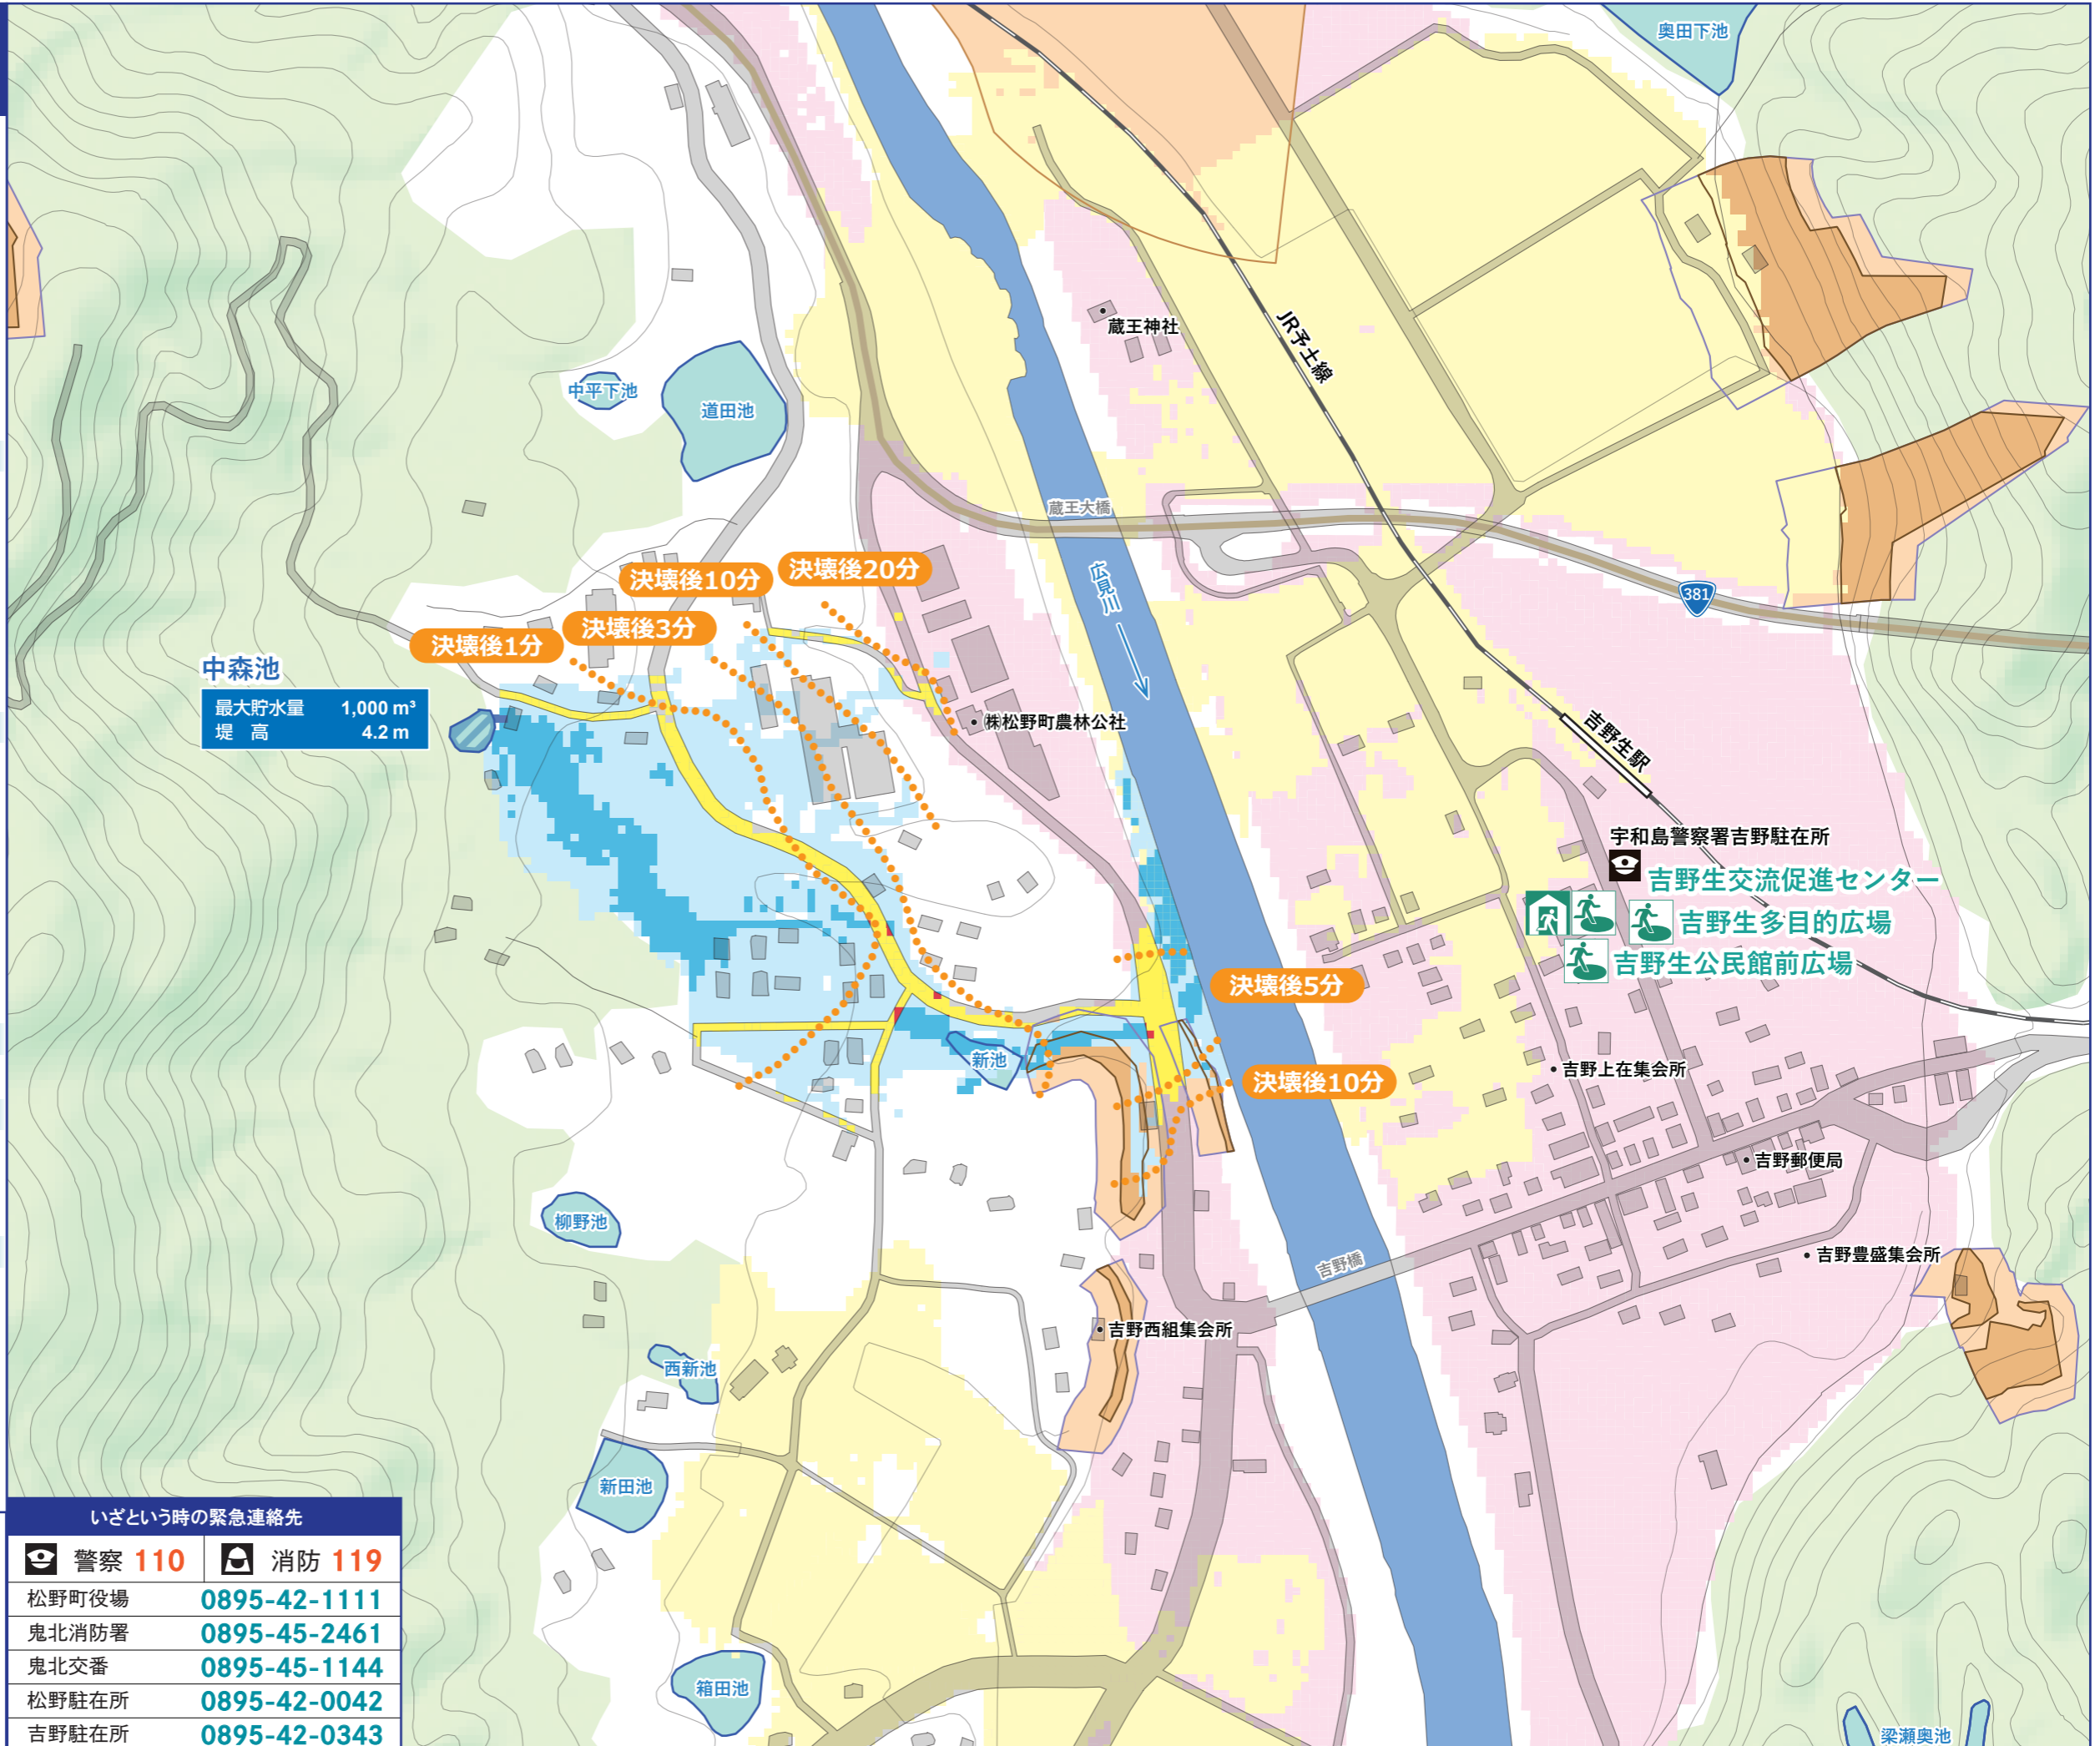 奥田下池
蔵王神社
JR予土線
中平下池
道田池
蔵王大橋
決壊後20分
決壊後10分
広見川
381
決壊後3分
決壊後1分
中森池
最大貯水量 1,000 m³
堤 高 4.2 m
㈱松野町農林公社
吉野生駅
宇和島警察署吉野駐在所
吉野生交流促進センター
吉野生多目的広場
吉野生公民館前広場
決壊後5分
新池
吉野上在集会所
決壊後10分
吉野郵便局
柳野池
吉野橋
吉野豊盛集会所
吉野西組集会所
西新池
新田池
いざという時の緊急連絡先
警察 110 消防 119
松野町役場 0895-42-1111
鬼北消防署 0895-45-2461
鬼北交番 0895-45-1144
松野駐在所 0895-42-0042
吉野駐在所 0895-42-0343
箱田池
梁瀬奥池